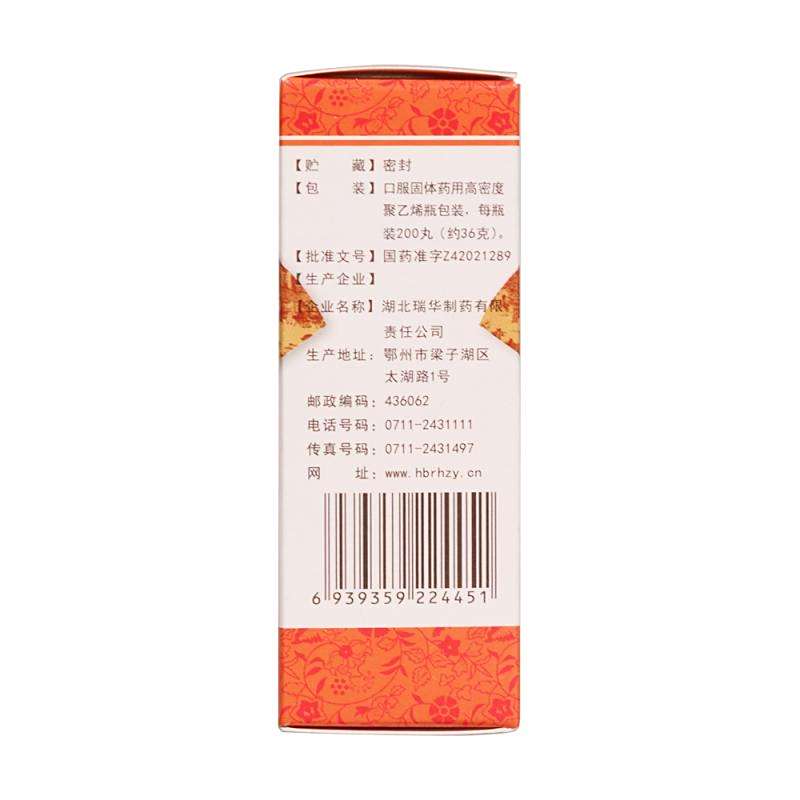 【贮　　藏】密封
【包　　装】口服固体药用高密度
聚乙烯瓶包装，每瓶
装200丸（约36克）。
【批准文号】国药准字Z42021289
【生产企业】
【企业名称】湖北瑞华制药有限
责任公司
生产地址：鄂州市梁子湖区
太湖路1号
邮政编码：436062
电话号码：0711-2431111
传真号码：0711-2431497
网　　址：www.hbrhzy.cn
6 939359 224451